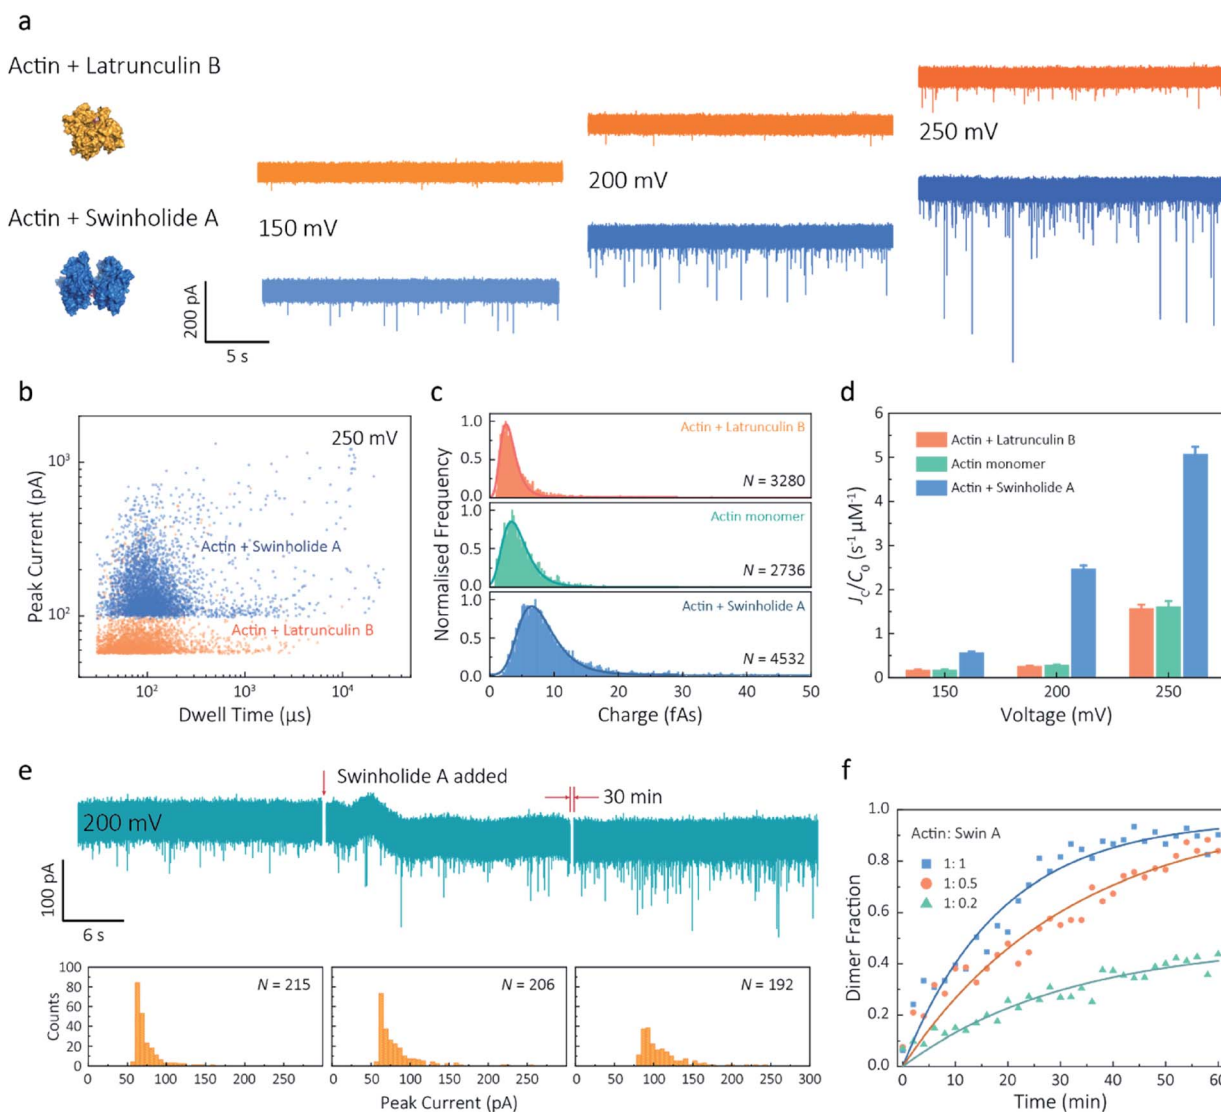 a
Actin + Latrunculin B
Actin + Swinholide A
150 mV
200 mV
250 mV
200 pA
5 s
b
250 mV
Actin + Swinholide A
Actin + Latrunculin B
10³
10²
Peak Current (pA)
10² 10³ 10⁴
Dwell Time (µs)
c
Normalised Frequency
1.0
0.5
0.0
Actin + Latrunculin B
N = 3280
1.0
0.5
0.0
Actin monomer
N = 2736
1.0
0.5
0.0
Actin + Swinholide A
N = 4532
0 10 20 30 40 50
Charge (fAs)
d
Jc/C0 (s⁻¹ µM⁻¹)
6
5
4
3
2
1
0
Actin + Latrunculin B
Actin monomer
Actin + Swinholide A
150 200 250
Voltage (mV)
e
Swinholide A added
30 min
200 mV
100 pA
6 s
Counts
100
80
60
40
20
0
N = 215
N = 206
N = 192
0 50 100 150 200 250
0 50 100 150 200 250
0 50 100 150 200 250 300
Peak Current (pA)
f
Dimer Fraction
1.0
0.8
0.6
0.4
0.2
0.0
Actin: Swin A
1: 1
1: 0.5
1: 0.2
0 10 20 30 40 50 60
Time (min)